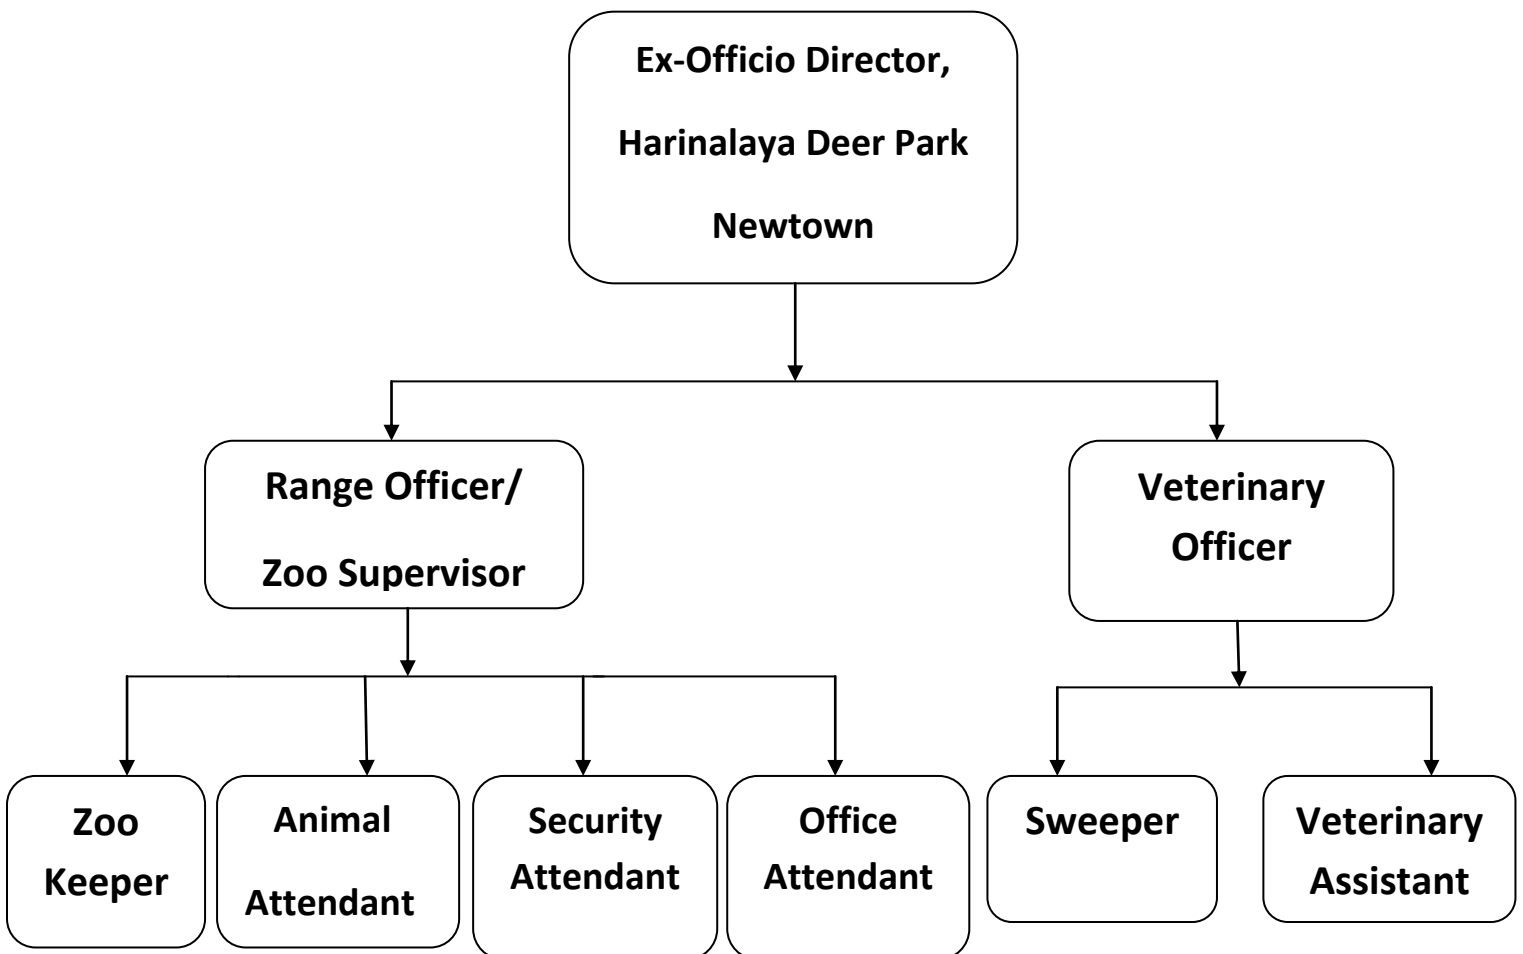 Ex-Officio Director,
Harinalaya Deer Park
Newtown
Range Officer/
Zoo Supervisor
Veterinary
Officer
Zoo
Keeper
Animal
Attendant
Security
Attendant
Office
Attendant
Sweeper
Veterinary
Assistant